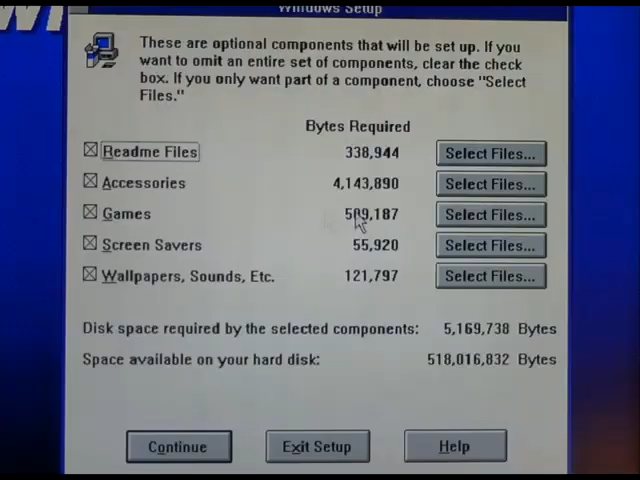 Windows Setup
These are optional components that will be set up. If you
want to omit an entire set of components, clear the check
box. If you only want part of a component, choose "Select
Files."
Bytes Required
Readme Files 338,944 Select Files...
Accessories 4,143,890 Select Files...
Games 509,187 Select Files...
Screen Savers 55,920 Select Files...
Wallpapers, Sounds, Etc. 121,797 Select Files...
Disk space required by the selected components: 5,169,738 Bytes
Space available on your hard disk: 518,016,832 Bytes
Continue Exit Setup Help